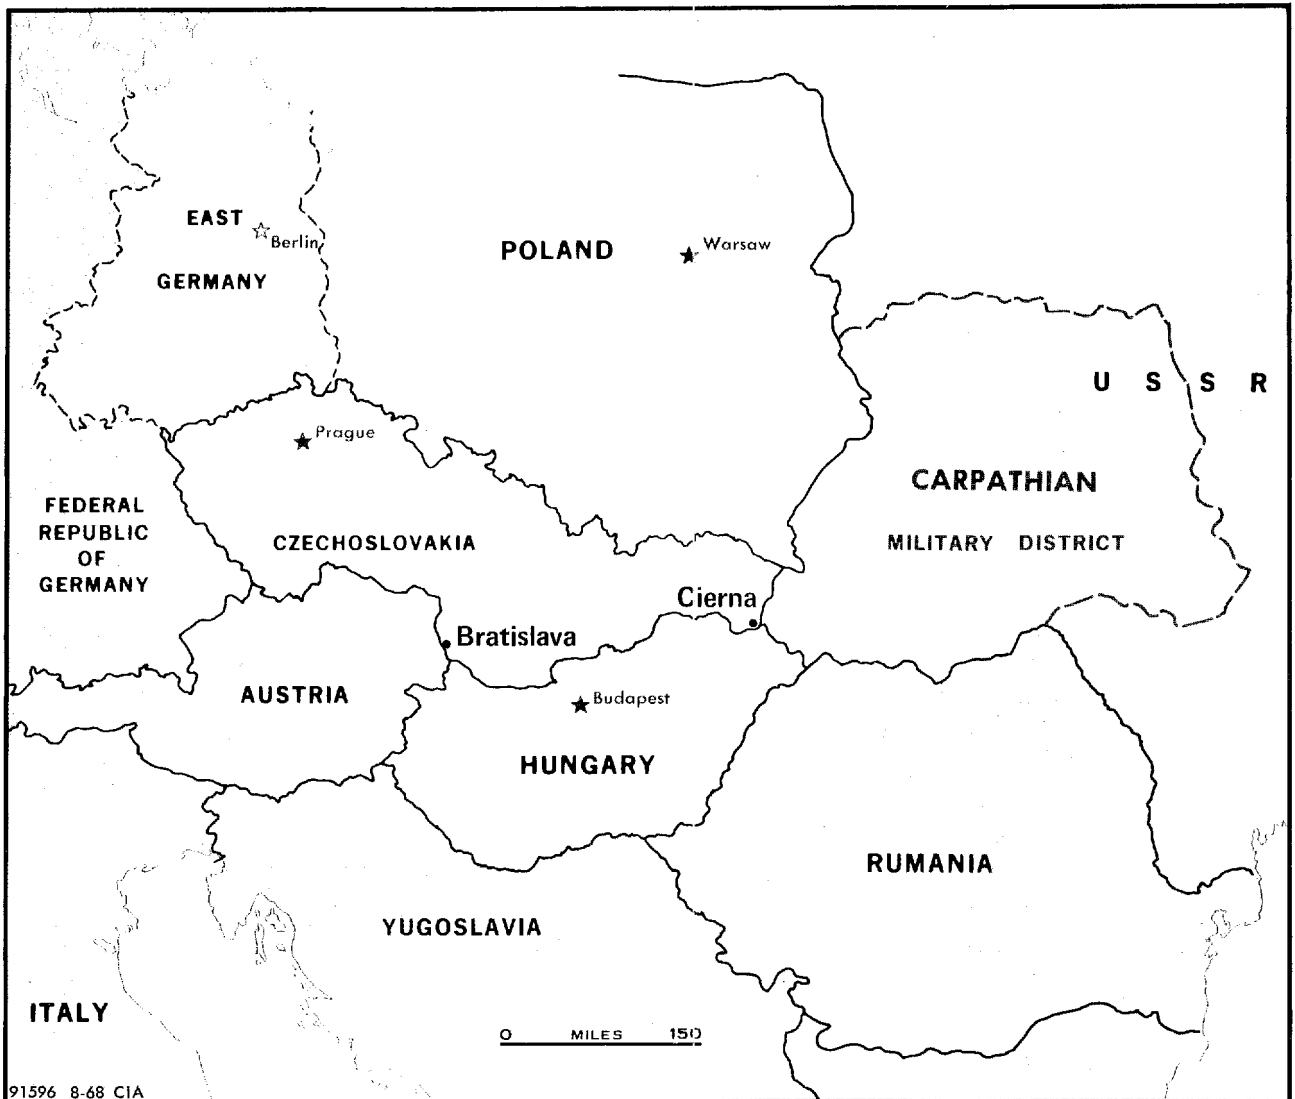 EAST
Berlin
GERMANY
POLAND
Warsaw
U S S R
Prague
CARPATHIAN
MILITARY DISTRICT
FEDERAL
REPUBLIC
OF
GERMANY
CZECHOSLOVAKIA
Cierna
Bratislava
AUSTRIA
Budapest
HUNGARY
RUMANIA
YUGOSLAVIA
ITALY
0 MILES 150
91596 8-68 CIA